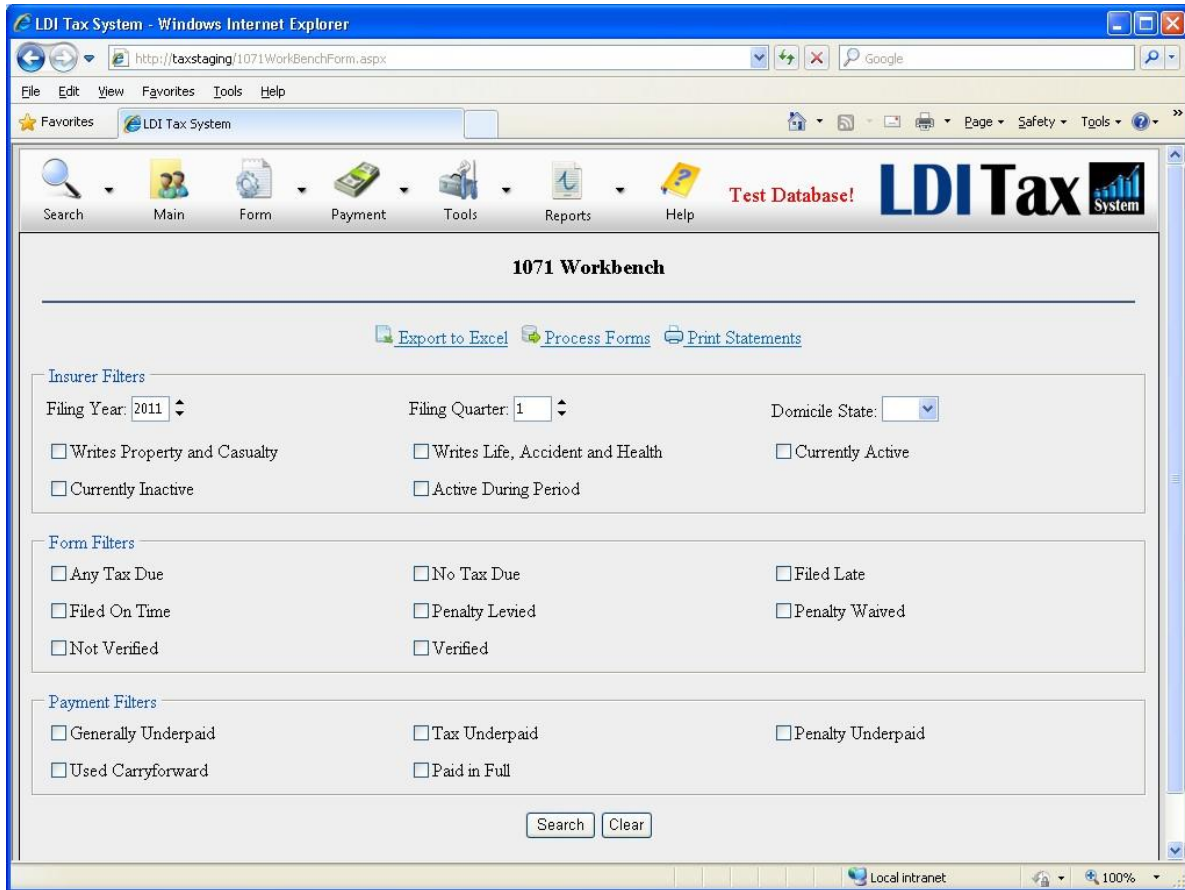 LDI Tax System - Windows Internet Explorer
http://taxstaging/1071WorkBenchForm.aspx
Google
File Edit View Favorites Tools Help
Favorites LDI Tax System Page Safety Tools
Search Main Form Payment Tools Reports Help Test Database! LDI Tax System
1071 Workbench
Export to Excel Process Forms Print Statements
Insurer Filters
Filing Year: 2011 Filing Quarter: 1 Domicile State:
Writes Property and Casualty Writes Life, Accident and Health Currently Active
Currently Inactive Active During Period
Form Filters
Any Tax Due No Tax Due Filed Late
Filed On Time Penalty Levied Penalty Waived
Not Verified Verified
Payment Filters
Generally Underpaid Tax Underpaid Penalty Underpaid
Used Carryforward Paid in Full
Search Clear
Local intranet 100%